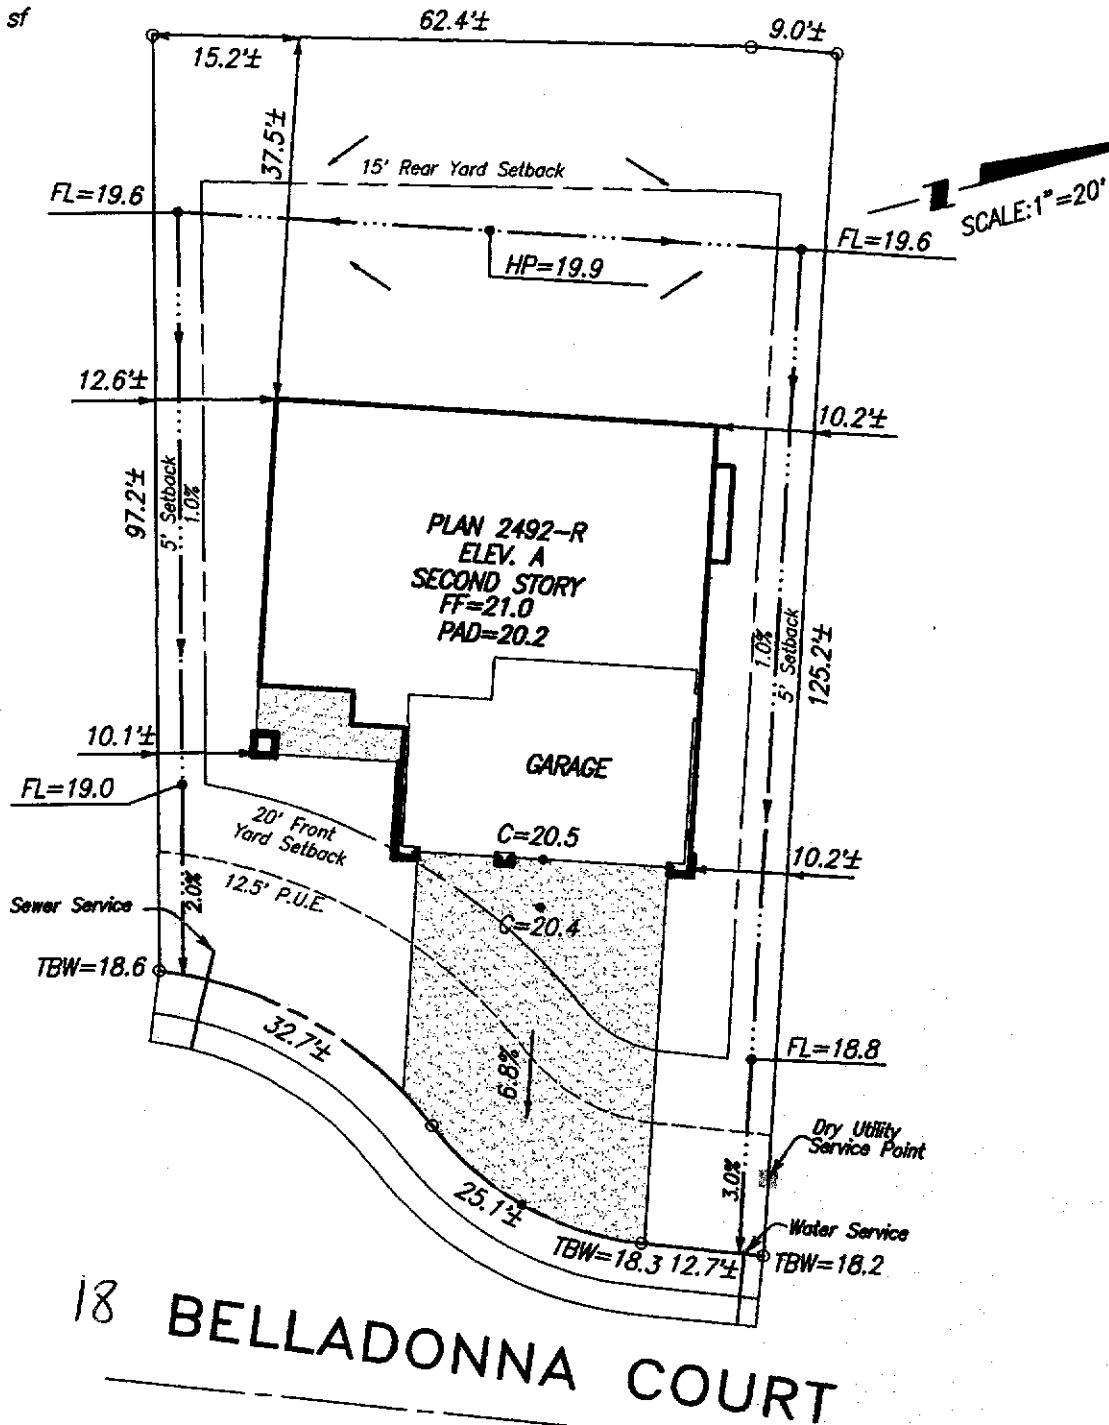 sf
62.4'±
9.0'±
15.2'±
37.5'±
15' Rear Yard Setback
FL=19.6
SCALE:1"=20'
FL=19.6
HP=19.9
12.6'±
10.2'±
97.2'±
5' Setback
1.0%
PLAN 2492-R
ELEV. A
SECOND STORY
FF=21.0
PAD=20.2
1.0%
5' Setback
125.2'±
10.1'±
GARAGE
FL=19.0
20' Front
Yard Setback
C=20.5
10.2'±
12.5' P.U.E.
2.0%
Sewer Service
C=20.4
TBW=18.6
32.7'±
6.8%
FL=18.8
Dry Utility
Service Point
3.0%
25.1'±
Water Service
TBW=18.3
12.7'±
TBW=18.2
18 BELLADONNA COURT